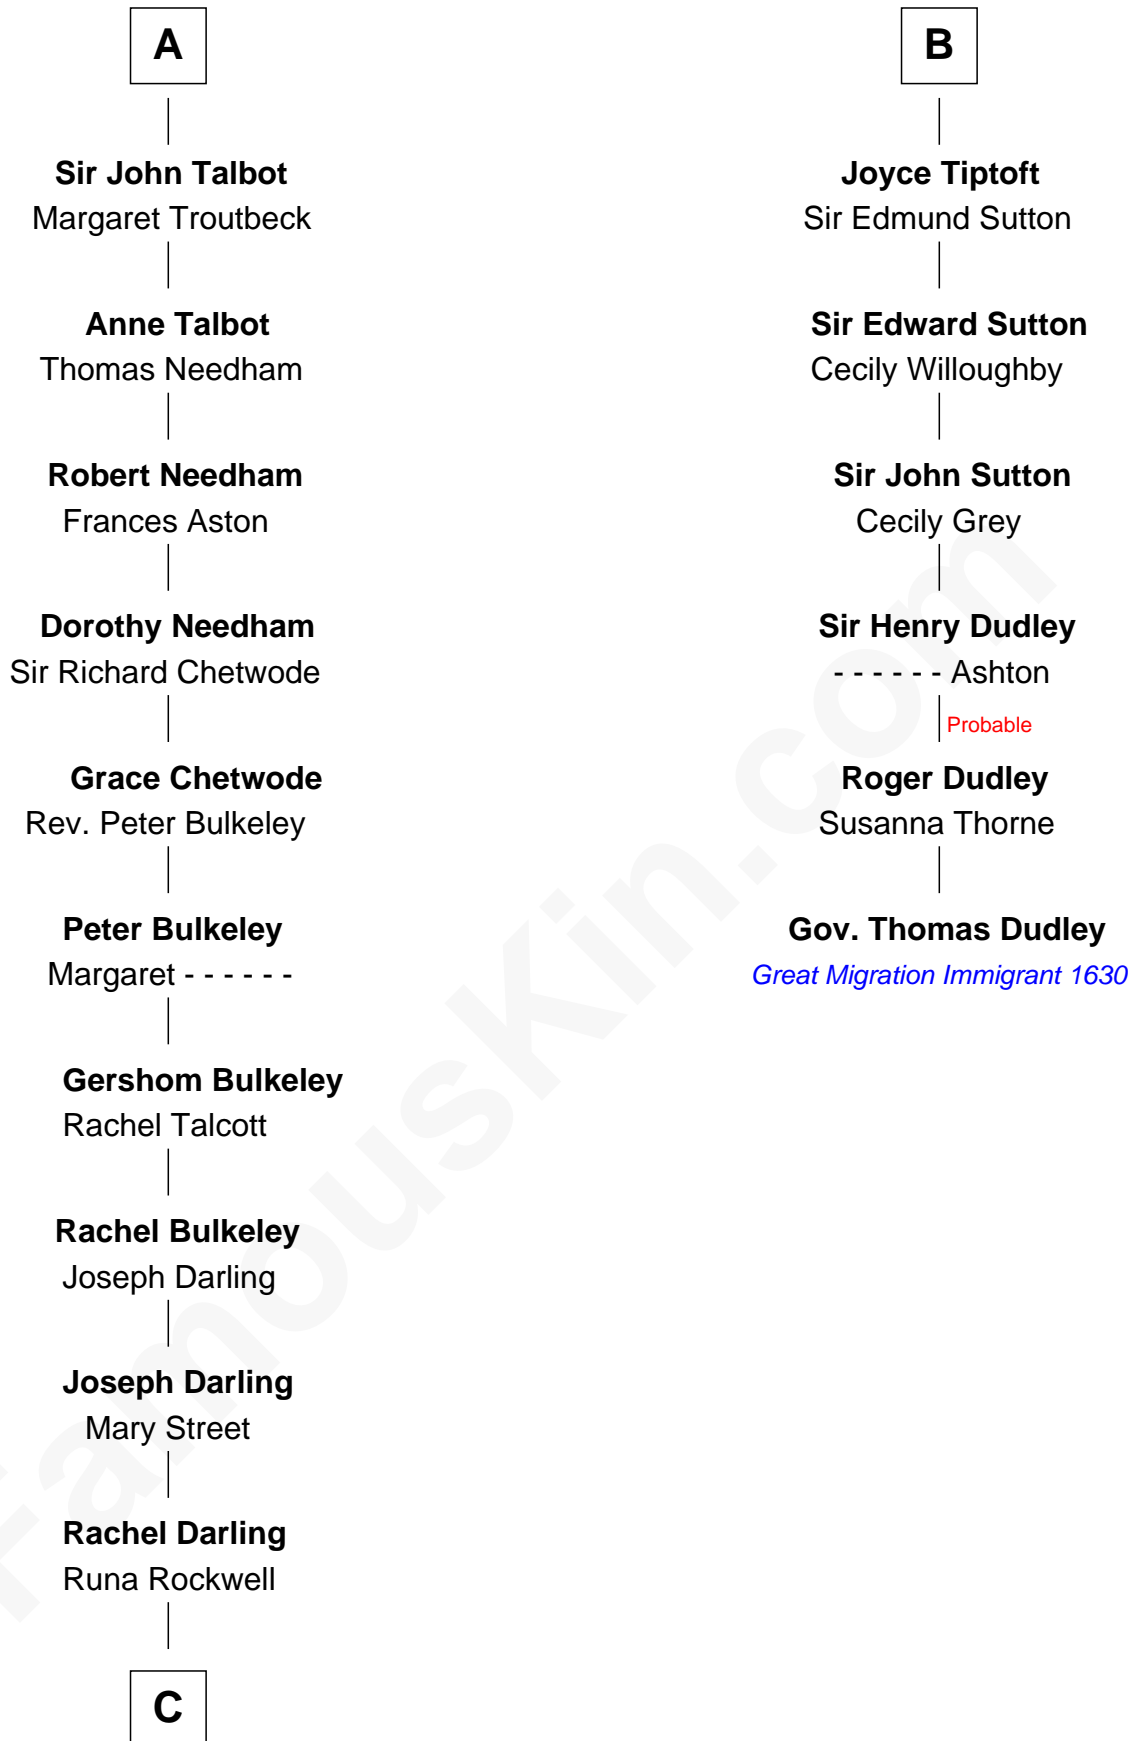 A
Sir John Talbot
Margaret Troutbeck
Anne Talbot
Thomas Needham
Robert Needham
Frances Aston
Dorothy Needham
Sir Richard Chetwode
Grace Chetwode
Rev. Peter Bulkeley
Peter Bulkeley
Margaret - - - - - -
Gershom Bulkeley
Rachel Talcott
Rachel Bulkeley
Joseph Darling
Joseph Darling
Mary Street
Rachel Darling
Runa Rockwell
C
B
Joyce Tiptoft
Sir Edmund Sutton
Sir Edward Sutton
Cecily Willoughby
Sir John Sutton
Cecily Grey
Sir Henry Dudley
- - - - - - Ashton
Probable
Roger Dudley
Susanna Thorne
Gov. Thomas Dudley
Great Migration Immigrant 1630
FamousKin.com